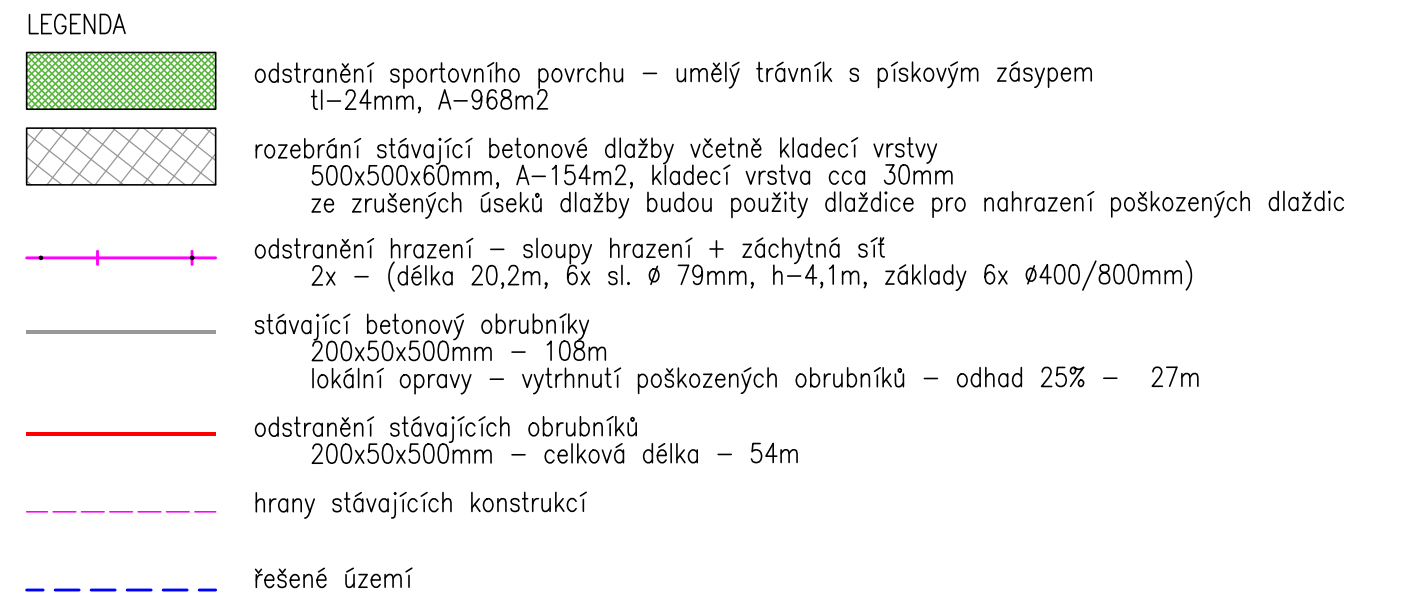 LEGENDA
odstranění sportovního povrchu – umělý trávník s pískovým zásypem
tl–24mm, A–968m2
rozebrání stávající betonové dlažby včetně kladecí vrstvy
500x500x60mm, A–154m2, kladecí vrstva cca 30mm
ze zrušených úseků dlažby budou použity dlaždice pro nahrazení poškozených dlaždic
odstranění hrazení – sloupy hrazení + záchytná síť
2x – (délka 20,2m, 6x sl. Ø 79mm, h–4,1m, základy 6x Ø400/800mm)
stávající betonový obrubníky
200x50x500mm – 108m
lokální opravy – vytrhnutí poškozených obrubníků – odhad 25% – 27m
odstranění stávajících obrubníků
200x50x500mm – celková délka – 54m
hrany stávajících konstrukcí
řešené území